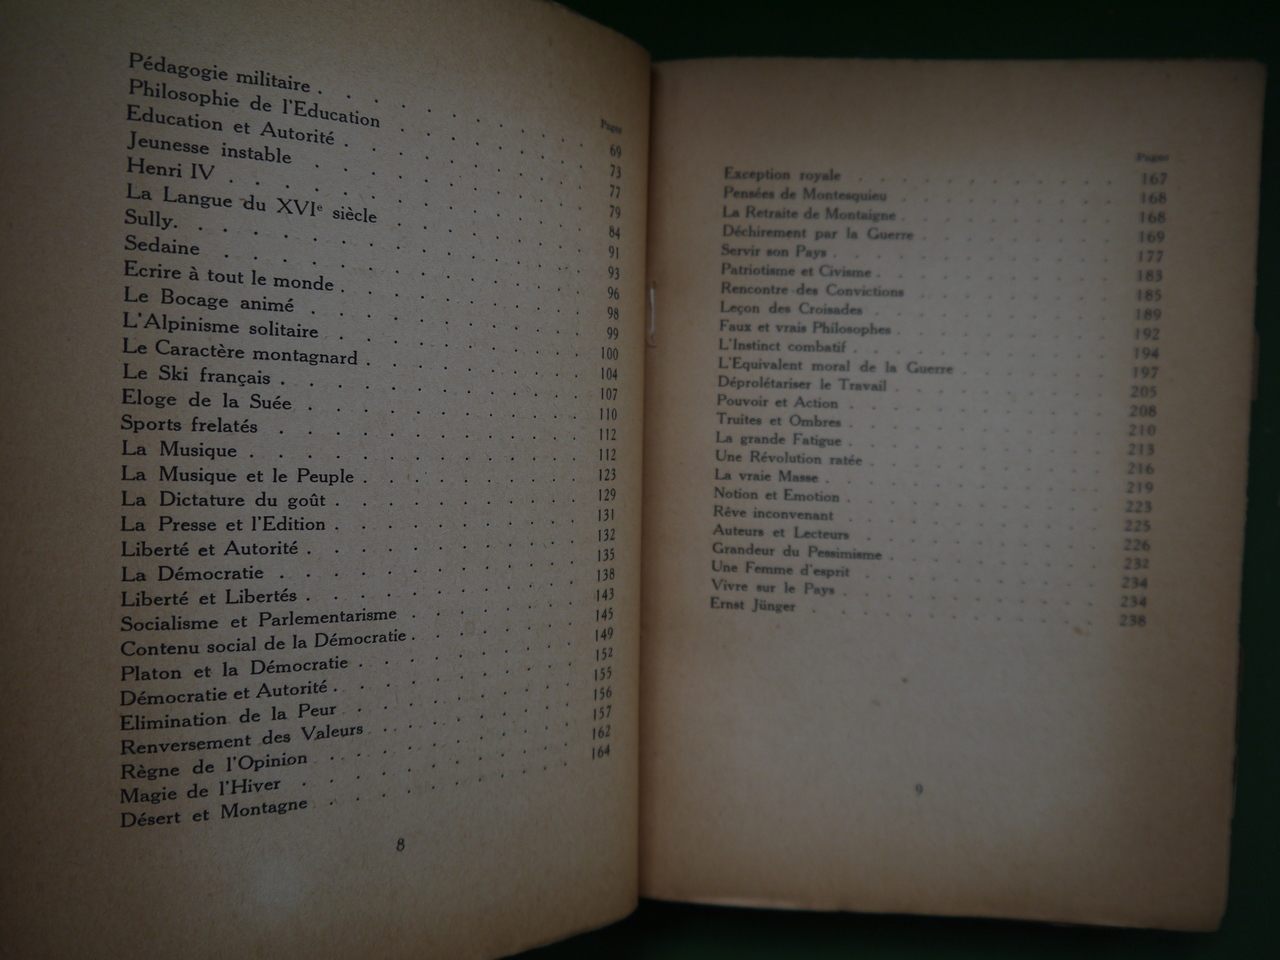 Pages
Pédagogie militaire . . . . . . . . . . . 69
Philosophie de l'Education . . . . . . . . 73
Education et Autorité . . . . . . . . . . 77
Jeunesse instable . . . . . . . . . . . 79
Henri IV . . . . . . . . . . . . . 84
La Langue du XVIe siècle . . . . . . . . 91
Sully. . . . . . . . . . . . . . . 93
Sedaine . . . . . . . . . . . . . 96
Ecrire à tout le monde . . . . . . . . . 98
Le Bocage animé . . . . . . . . . . 99
L'Alpinisme solitaire . . . . . . . . . . 100
Le Caractère montagnard . . . . . . . . 104
Le Ski français . . . . . . . . . . . 107
Eloge de la Suée . . . . . . . . . . 110
Sports frelatés . . . . . . . . . . . 112
La Musique . . . . . . . . . . . . 112
La Musique et le Peuple . . . . . . . . 123
La Dictature du goût . . . . . . . . . 129
La Presse et l'Edition . . . . . . . . . 131
Liberté et Autorité . . . . . . . . . . 132
La Démocratie . . . . . . . . . . . 135
Liberté et Libertés . . . . . . . . . . 138
Socialisme et Parlementarisme . . . . . . 143
Contenu social de la Démocratie . . . . . . 145
Platon et la Démocratie . . . . . . . . 149
Démocratie et Autorité . . . . . . . . . 152
Elimination de la Peur . . . . . . . . . 155
Renversement des Valeurs . . . . . . . . 156
Règne de l'Opinion . . . . . . . . . . 157
Magie de l'Hiver . . . . . . . . . . 162
Désert et Montagne . . . . . . . . . . 164
8
Pages
Exception royale . . . . . . . . . . . 167
Pensées de Montesquieu . . . . . . . . 168
La Retraite de Montaigne . . . . . . . . 168
Déchirement par la Guerre . . . . . . . 169
Servir son Pays . . . . . . . . . . . 177
Patriotisme et Civisme . . . . . . . . . 183
Rencontre des Convictions . . . . . . . . 185
Leçon des Croisades . . . . . . . . . 189
Faux et vrais Philosophes . . . . . . . . 192
L'Instinct combatif . . . . . . . . . . 194
L'Equivalent moral de la Guerre . . . . . . 197
Déprolétariser le Travail . . . . . . . . 205
Pouvoir et Action . . . . . . . . . . 208
Truites et Ombres . . . . . . . . . . 210
La grande Fatigue . . . . . . . . . . 213
Une Révolution ratée . . . . . . . . . 216
La vraie Masse . . . . . . . . . . . 219
Notion et Emotion . . . . . . . . . . 223
Rêve inconvenant . . . . . . . . . . 225
Auteurs et Lecteurs . . . . . . . . . 226
Grandeur du Pessimisme . . . . . . . . 232
Une Femme d'esprit . . . . . . . . . 234
Vivre sur le Pays . . . . . . . . . . 234
Ernst Jünger . . . . . . . . . . . . 238
9